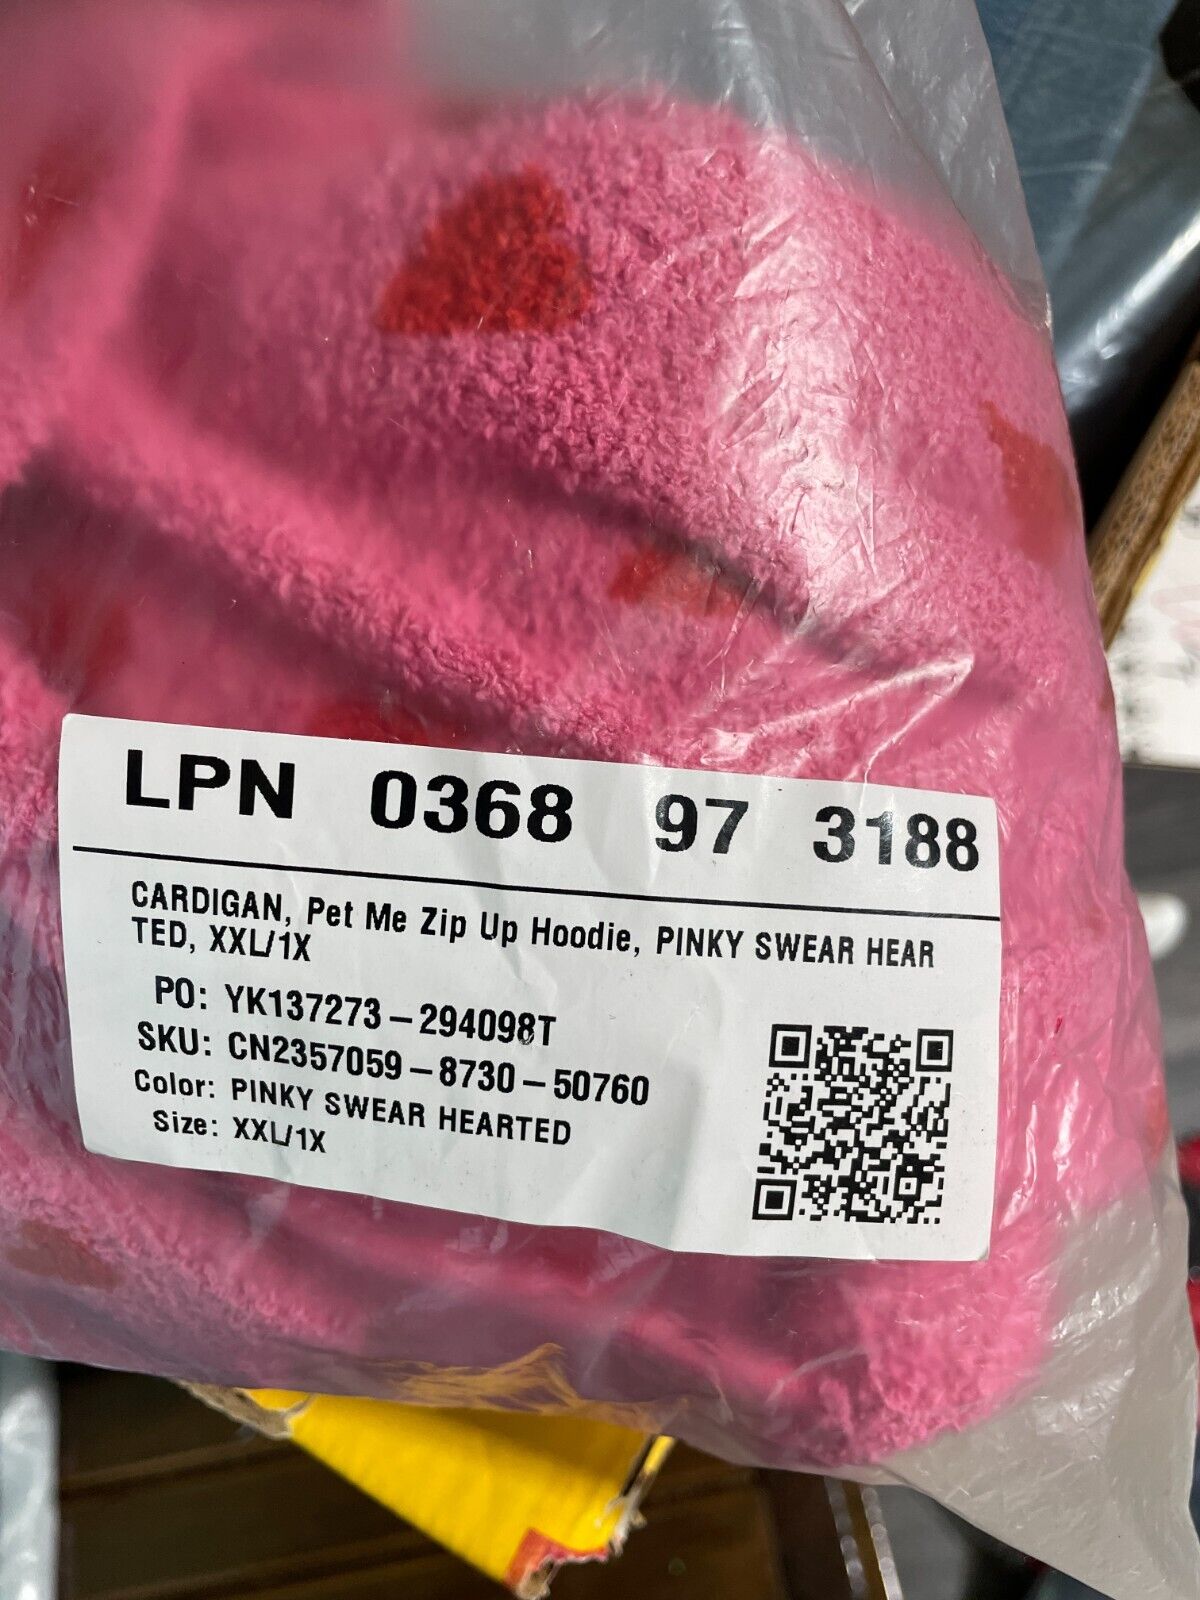 LPN 0368 97 3188
CARDIGAN, Pet Me Zip Up Hoodie, PINKY SWEAR HEAR
TED, XXL/1X
PO: YK137273-294098T
SKU: CN2357059-8730-50760
Color: PINKY SWEAR HEARTED
Size: XXL/1X